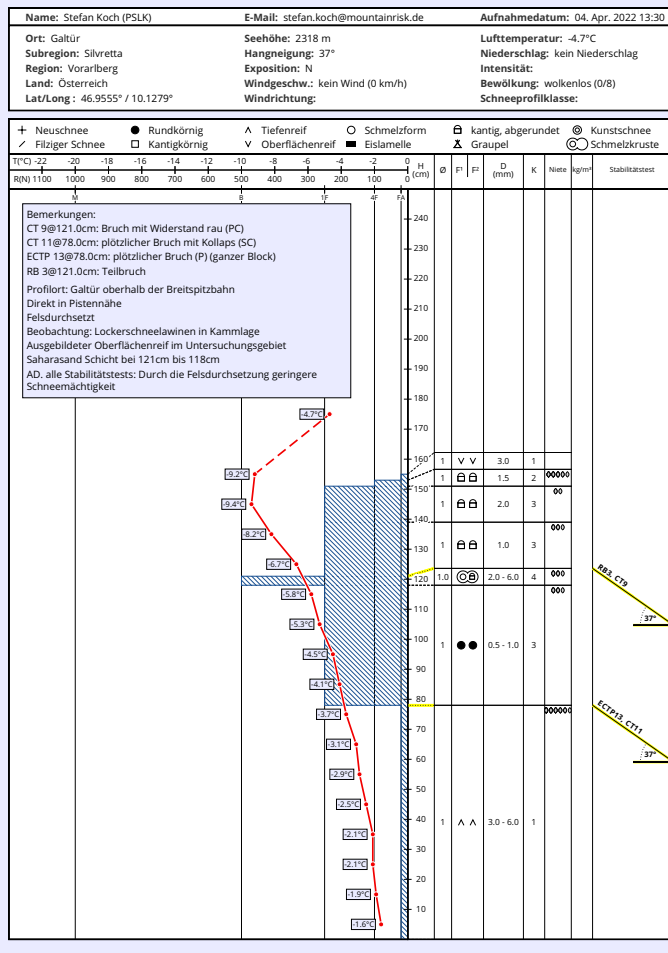 Name: Stefan Koch (PSLK) E-Mail: stefan.koch@mountainrisk.de Aufnahmedatum: 04. Apr. 2022 13:30
Ort: Galtür Seehöhe: 2318 m Lufttemperatur: -4.7°C
Subregion: Silvretta Hangneigung: 37° Niederschlag: kein Niederschlag
Region: Vorarlberg Exposition: N Intensität:
Land: Österreich Windgeschw.: kein Wind (0 km/h) Bewölkung: wolkenlos (0/8)
Lat/Long : 46.9555° / 10.1279° Windrichtung: Schneeprofilklasse:
Neuschnee Rundkörnig Tiefenreif Schmelzform kantig, abgerundet Kunstschnee
Filziger Schnee Kantigkörnig Oberflächenreif Eislamelle Graupel Schmelzkruste
T(°C) -22 -20 -18 -16 -14 -12 -10 -8 -6 -4 -2 0 H (cm) Ø F¹ F² D (mm) K Niete kg/m³ Stabilitätstest
R(N) 1100 1000 900 800 700 600 500 400 300 200 100 0
M B 1F 4F FA
Bemerkungen:
CT 9@121.0cm: Bruch mit Widerstand rau (PC)
CT 11@78.0cm: plötzlicher Bruch mit Kollaps (SC)
ECTP 13@78.0cm: plötzlicher Bruch (P) (ganzer Block)
RB 3@121.0cm: Teilbruch
Profilort: Galtür oberhalb der Breitspitzbahn
Direkt in Pistennähe
Felsdurchsetzt
Beobachtung: Lockerschneelawinen in Kammlage
Ausgebildeter Oberflächenreif im Untersuchungsgebiet
Saharasand Schicht bei 121cm bis 118cm
AD. alle Stabilitätstests: Durch die Felsdurchsetzung geringere
Schneemächtigkeit
240
230
220
210
200
190
180
-4.7°C
170
160
1 3.0 1
-9.2°C
1 1.5 2
150
-9.4°C
1 2.0 3
140
-8.2°C
130
1 1.0 3
-6.7°C
120
1.0 2.0 - 6.0 4
RB3, CT9
-5.8°C
110
37°
-5.3°C
100
1 0.5 - 1.0 3
-4.5°C
90
-4.1°C
80
-3.7°C
70
ECTP13, CT11
-3.1°C
60
37°
-2.9°C
50
-2.5°C
40
1 3.0 - 6.0 1
-2.1°C
30
-2.1°C
20
-1.9°C
10
-1.6°C